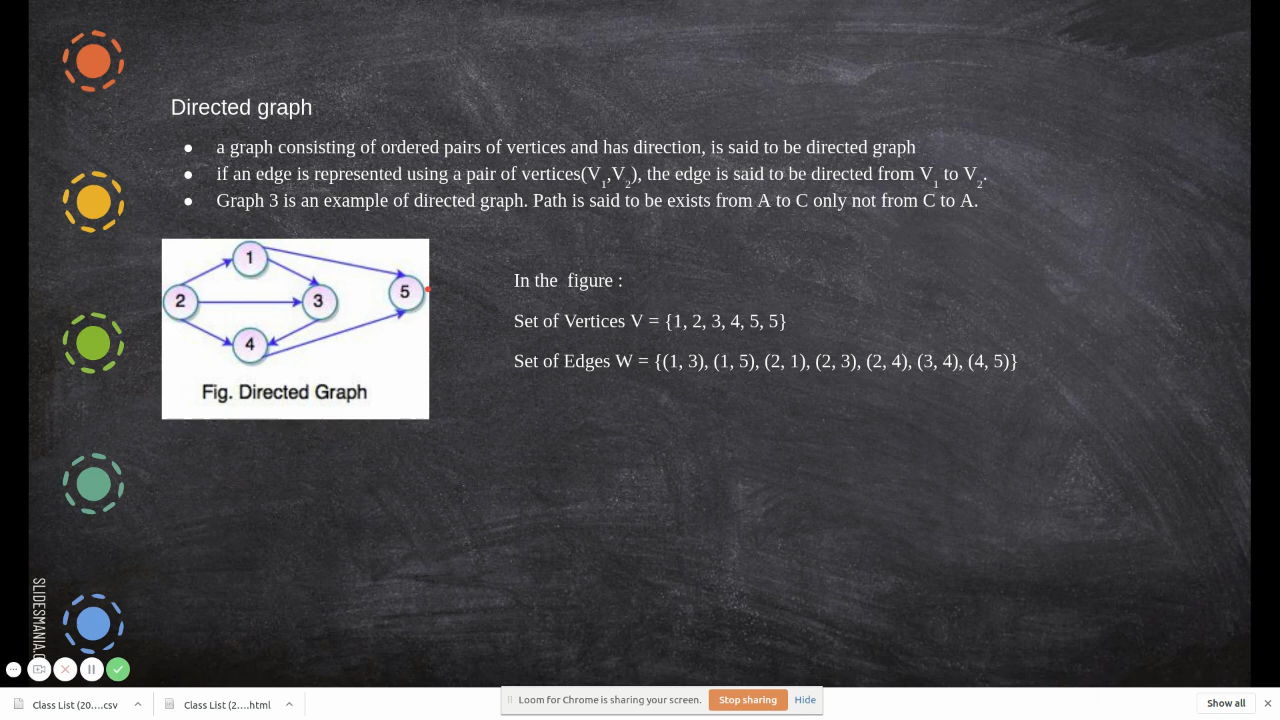 Directed graph
● a graph consisting of ordered pairs of vertices and has direction, is said to be directed graph
● if an edge is represented using a pair of vertices(V1,V2), the edge is said to be directed from V1 to V2.
● Graph 3 is an example of directed graph. Path is said to be exists from A to C only not from C to A.
1
2
3
5
4
Fig. Directed Graph
In the figure :
Set of Vertices V = {1, 2, 3, 4, 5, 5}
Set of Edges W = {(1, 3), (1, 5), (2, 1), (2, 3), (2, 4), (3, 4), (4, 5)}
Class List (20....csv
Class List (2....html
Loom for Chrome is sharing your screen.
Stop sharing
Hide
Show all